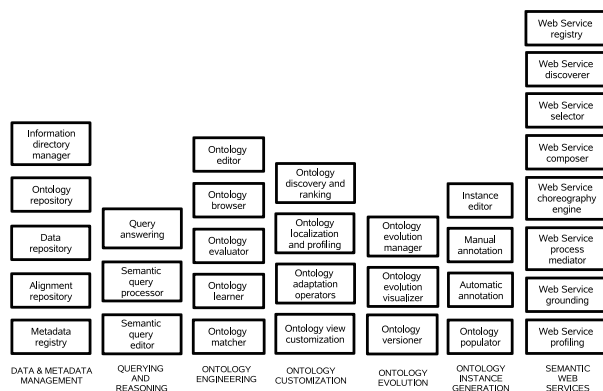 Information
directory
manager
Ontology
repository
Data
repository
Alignment
repository
Metadata
registry
DATA & METADATA
MANAGEMENT
Query
answering
Semantic
query
processor
Semantic
query
editor
QUERYING
AND
REASONING
Ontology
editor
Ontology
browser
Ontology
evaluator
Ontology
learner
Ontology
matcher
ONTOLOGY
ENGINEERING
Ontology
discovery and
ranking
Ontology
localization
and profiling
Ontology
adaptation
operators
Ontology view
customization
ONTOLOGY
CUSTOMIZATION
Ontology
evolution
manager
Ontology
evolution
visualizer
Ontology
versioner
ONTOLOGY
EVOLUTION
Instance
editor
Manual
annotation
Automatic
annotation
Ontology
populator
ONTOLOGY
INSTANCE
GENERATION
Web Service
registry
Web Service
discoverer
Web Service
selector
Web Service
composer
Web Service
choreography
engine
Web Service
process
mediator
Web Service
grounding
Web Service
profiling
SEMANTIC
WEB
SERVICES